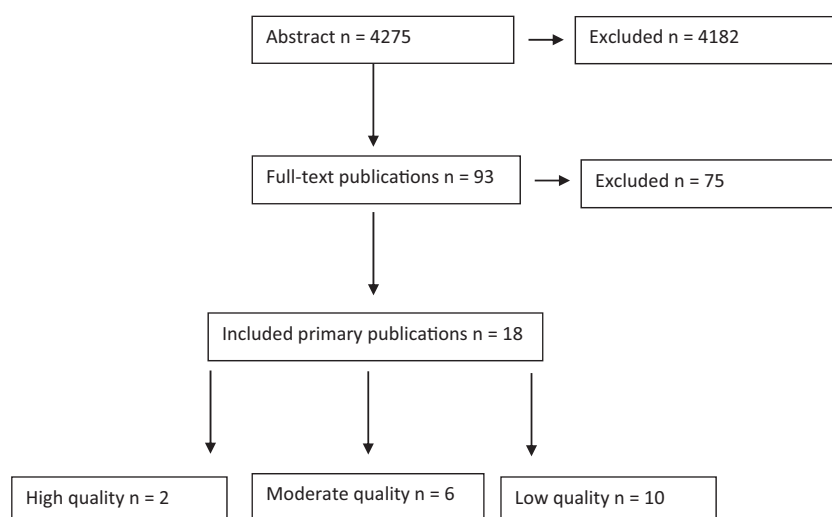 Abstract n = 4275
Excluded n = 4182
Full-text publications n = 93
Excluded n = 75
Included primary publications n = 18
High quality n = 2
Moderate quality n = 6
Low quality n = 10